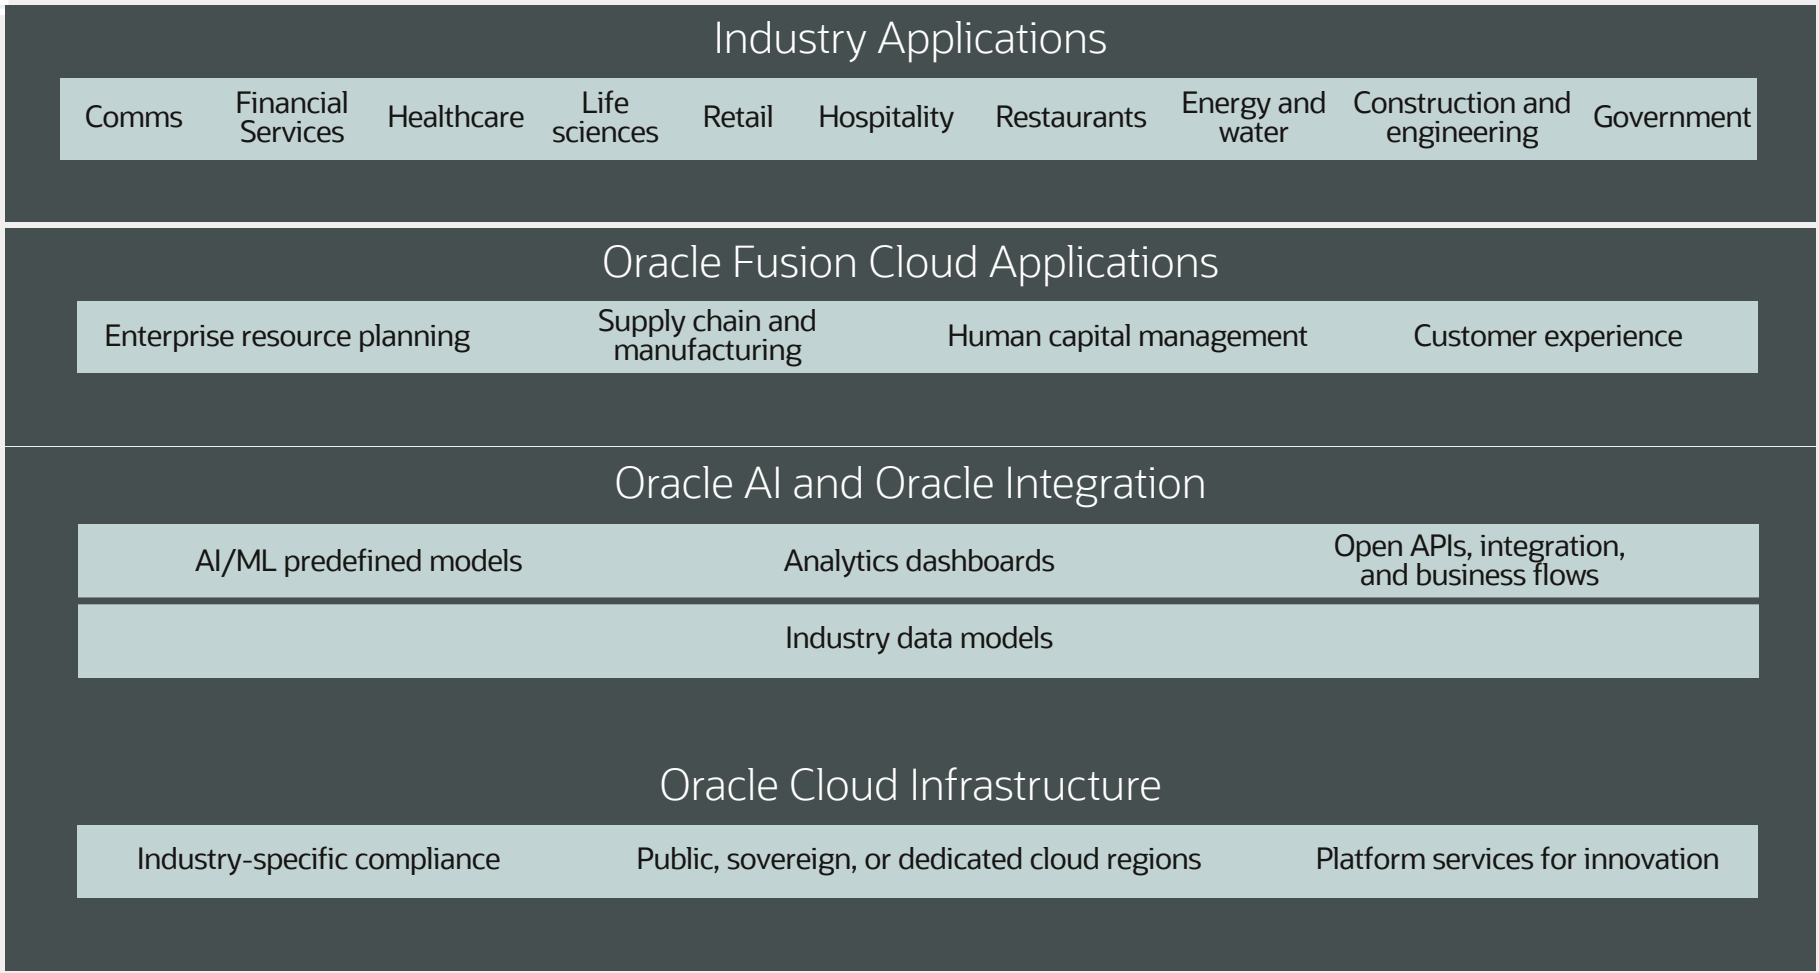 Industry Applications
Comms
Financial
Services
Healthcare
Life
sciences
Retail
Hospitality
Restaurants
Energy and
water
Construction and
engineering
Government
Oracle Fusion Cloud Applications
Enterprise resource planning
Supply chain and
manufacturing
Human capital management
Customer experience
Oracle AI and Oracle Integration
AI/ML predefined models
Analytics dashboards
Open APIs, integration,
and business flows
Industry data models
Oracle Cloud Infrastructure
Industry-specific compliance
Public, sovereign, or dedicated cloud regions
Platform services for innovation